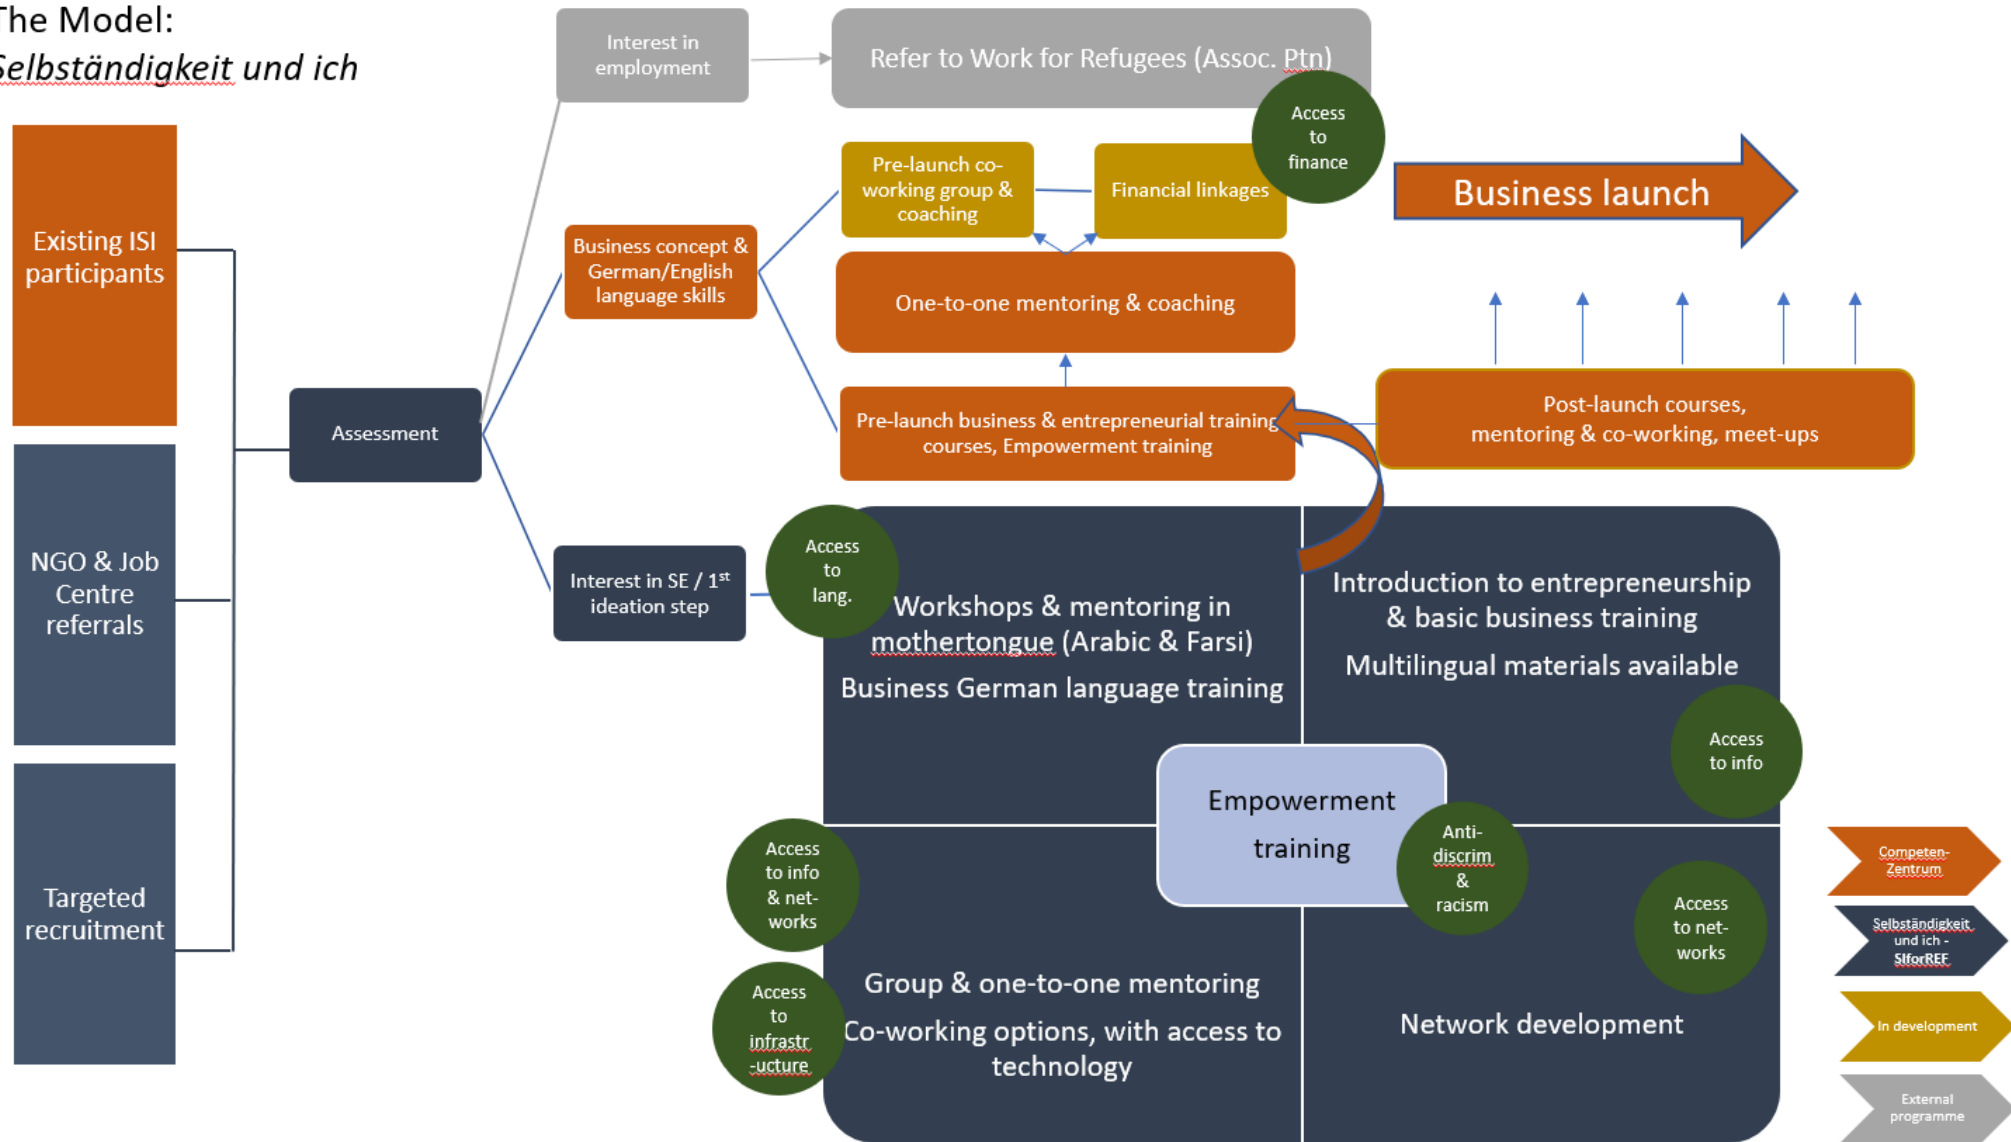 The Model:
Selbständigkeit und ich
Interest in
employment
Refer to Work for Refugees (Assoc. Ptn)
Access
to
finance
Pre-launch co-
working group &
coaching
Financial linkages
Business launch
Existing ISI
participants
Business concept &
German/English
language skills
One-to-one mentoring & coaching
Assessment
Pre-launch business & entrepreneurial training
courses, Empowerment training
Post-launch courses,
mentoring & co-working, meet-ups
NGO & Job
Centre
referrals
Interest in SE / 1st
ideation step
Access
to
lang.
Workshops & mentoring in
mothertongue (Arabic & Farsi)
Business German language training
Introduction to entrepreneurship
& basic business training
Multilingual materials available
Access
to info
Empowerment
training
Anti-
discrim
&
racism
Access
to info
& net-
works
Access
to net-
works
Targeted
recruitment
Access
to
infrastr
-ucture
Group & one-to-one mentoring
Co-working options, with access to
technology
Network development
Competen-
Zentrum
Selbständigkeit
und ich -
SIforREF
In development
External
programme